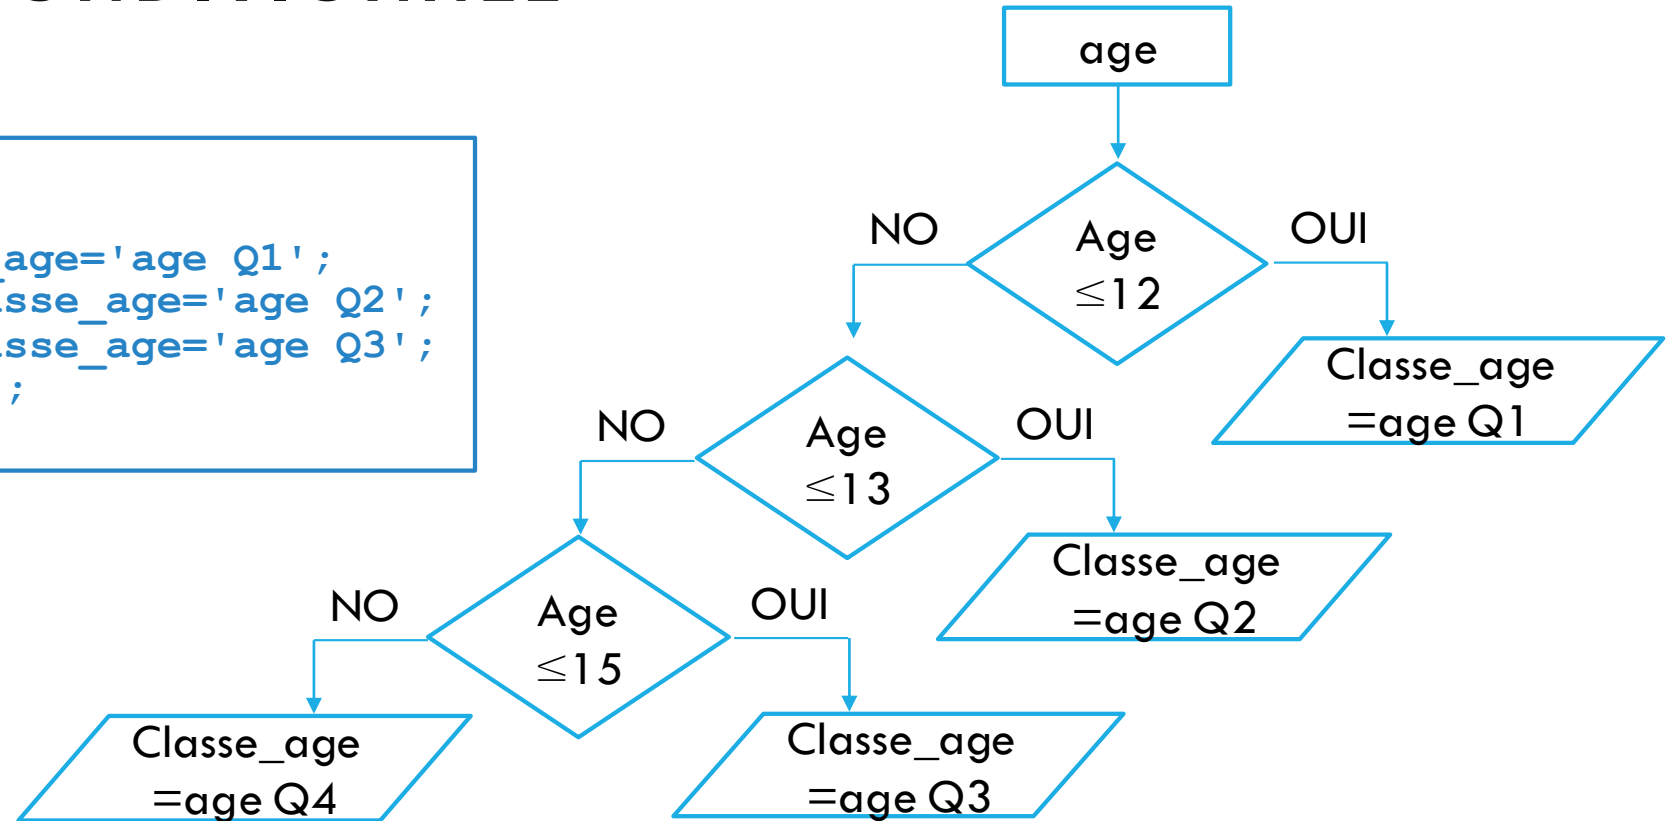 age
_age='age Q1';
sse_age='age Q2';
sse_age='age Q3';
;
NO
Age
≤12
OUI
Classe_age
=age Q1
NO
Age
≤13
OUI
Classe_age
=age Q2
NO
Age
≤15
OUI
Classe_age
=age Q4
Classe_age
=age Q3